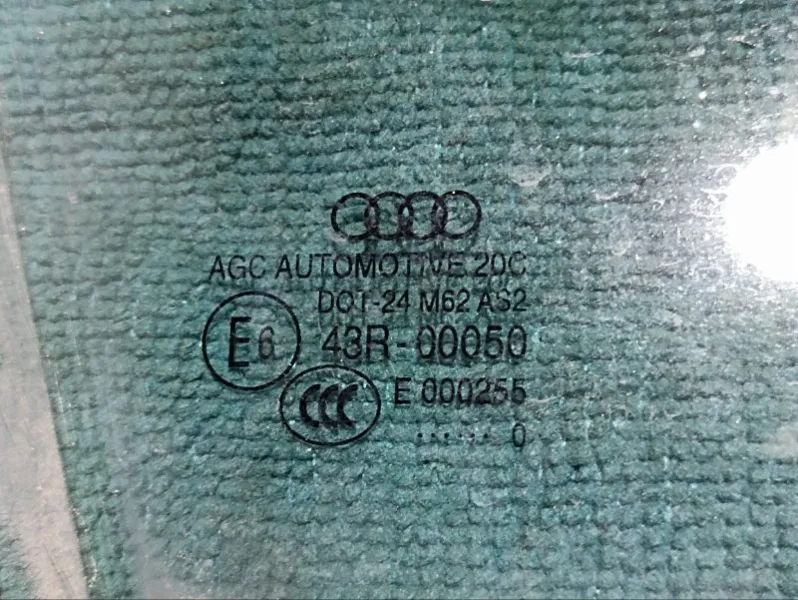 AGC AUTOMOTIVE 20C
DOT-24 M62 AS2
E6 43R-00050
CCC E 000255
...... 0